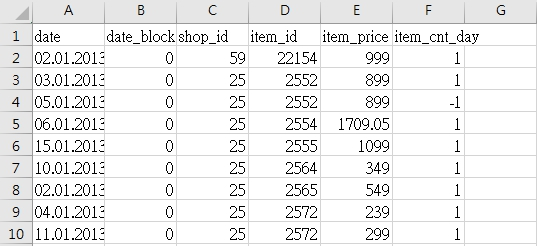 A B C D E F G
1 date date_block shop_id item_id item_price item_cnt_day
2 02.01.2013 0 59 22154 999 1
3 03.01.2013 0 25 2552 899 1
4 05.01.2013 0 25 2552 899 -1
5 06.01.2013 0 25 2554 1709.05 1
6 15.01.2013 0 25 2555 1099 1
7 10.01.2013 0 25 2564 349 1
8 02.01.2013 0 25 2565 549 1
9 04.01.2013 0 25 2572 239 1
10 11.01.2013 0 25 2572 299 1